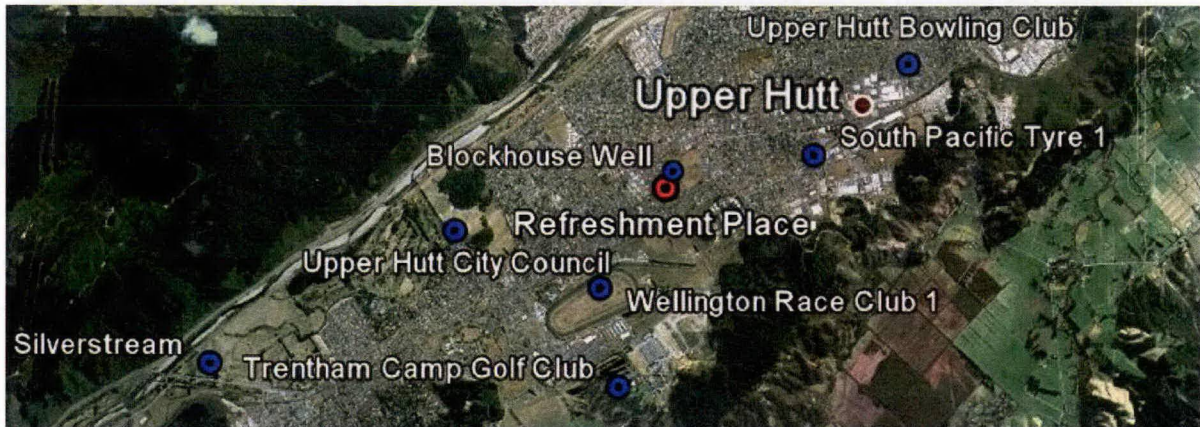 Upper Hutt Bowling Club
Upper Hutt
South Pacific Tyre 1
Blockhouse Well
Refreshment Place
Upper Hutt City Council
Wellington Race Club 1
Silverstream
Trentham Camp Golf Club